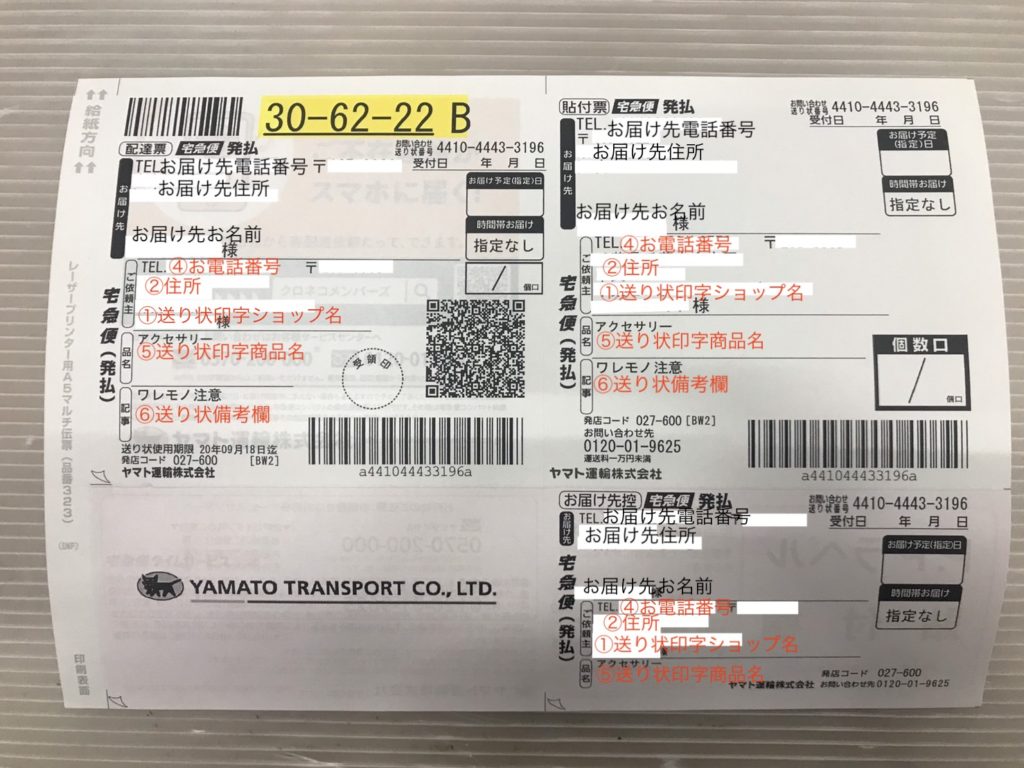 ↑↑給紙方向↑↑
レーザープリンター用A5マルチ伝票(品番323)
(DNP)
印刷表面
30-62-22 B
配達票 宅急便 発払
お問い合わせ送り状番号 4410-4443-3196
受付日 年 月 日
お届け先
TELお届け先電話番号 〒
お届け先住所
お届け先お名前
様
お届け予定(指定)日
時間帯お届け
指定なし
/ 個口
宅急便(発払)
ご依頼主
TEL.④お電話番号 〒
②住所
①送り状印字ショップ名
様
品名
アクセサリー
⑤送り状印字商品名
受領印
記事
ワレモノ注意
⑥送り状備考欄
送り状使用期限 20年09月18日迄
発店コード 027-600 [BW2]
ヤマト運輸株式会社
a441044433196a
YAMATO TRANSPORT CO., LTD.
貼付票 宅急便 発払
お問い合わせ送り状番号 4410-4443-3196
受付日 年 月 日
お届け先
TEL.お届け先電話番号
〒
お届け先住所
お届け先お名前
様
お届け予定(指定)日
時間帯お届け
指定なし
宅急便(発払)
ご依頼主
TEL④お電話番号 〒
②住所
①送り状印字ショップ名
様
品名
アクセサリー
⑤送り状印字商品名
記事
ワレモノ注意
⑥送り状備考欄
個数口
/ 個口
発店コード 027-600 [BW2]
お問い合わせ先
0120-01-9625
運送料一万円未満
ヤマト運輸株式会社
a441044433196a
お届け先控 宅急便 発払
お問い合わせ送り状番号 4410-4443-3196
受付日 年 月 日
お届け先
TEL.お届け先電話番号
お届け先住所
お届け先お名前
様
お届け予定(指定)日
時間帯お届け
指定なし
宅急便(発払)
ご依頼主
TEL.④お電話番号 〒
②住所
①送り状印字ショップ名
品名
アクセサリー
⑤送り状印字商品名
発店コード 027-600
ヤマト運輸株式会社 お問い合わせ先0120-01-9625